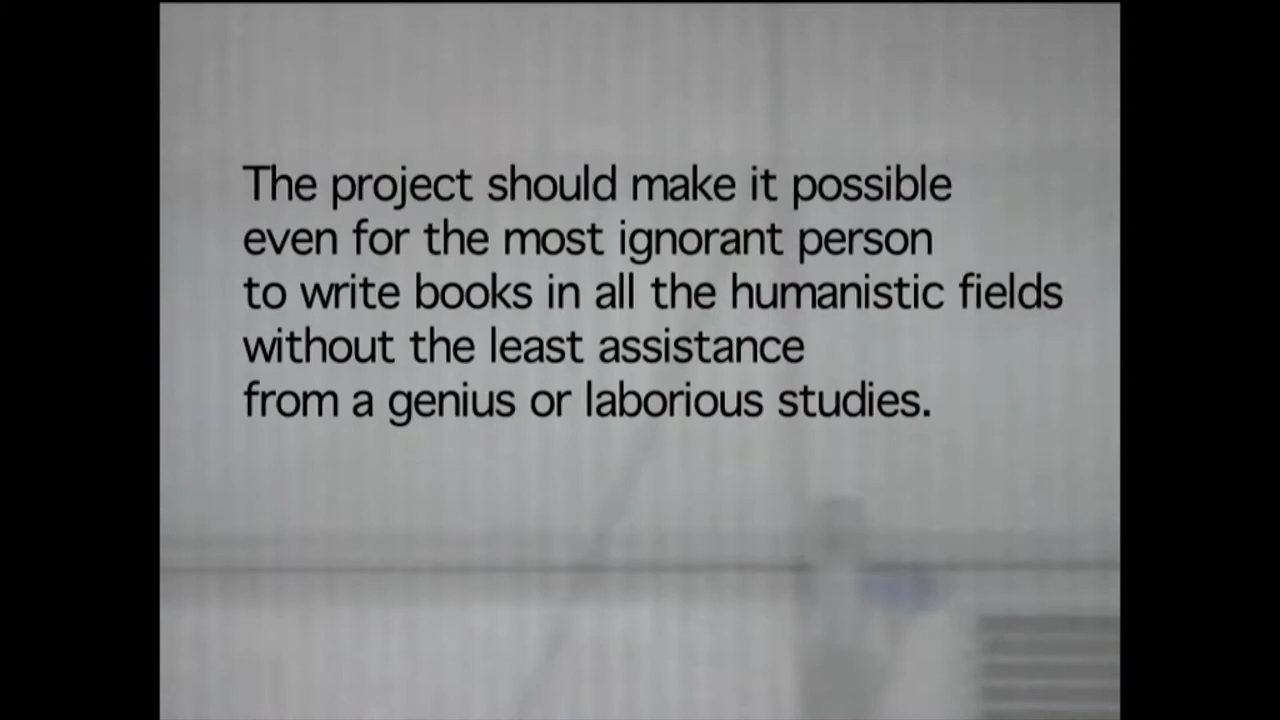 The project should make it possible
even for the most ignorant person
to write books in all the humanistic fields
without the least assistance
from a genius or laborious studies.